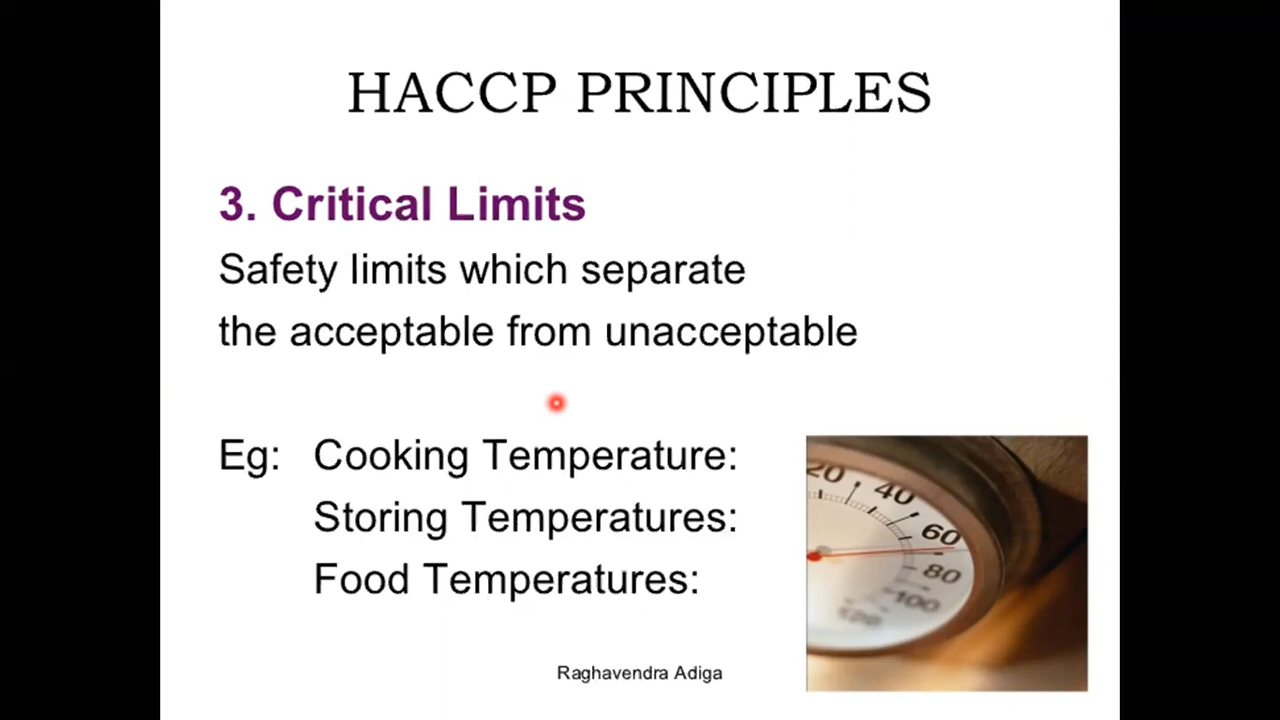 HACCP PRINCIPLES
3. Critical Limits
Safety limits which separate
the acceptable from unacceptable
Eg: Cooking Temperature:
Storing Temperatures:
Food Temperatures:
20
40
60
80
100
120
Raghavendra Adiga